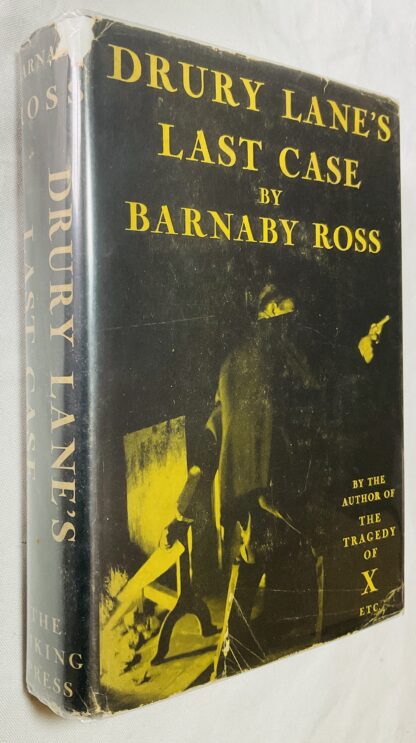 DRURY LANE'S
LAST CASE
BY
BARNABY ROSS
BY THE
AUTHOR OF
THE
TRAGEDY
OF
X
ETC.
ROSS
DRURY LANE'S
LAST CASE
THE
VIKING
PRESS